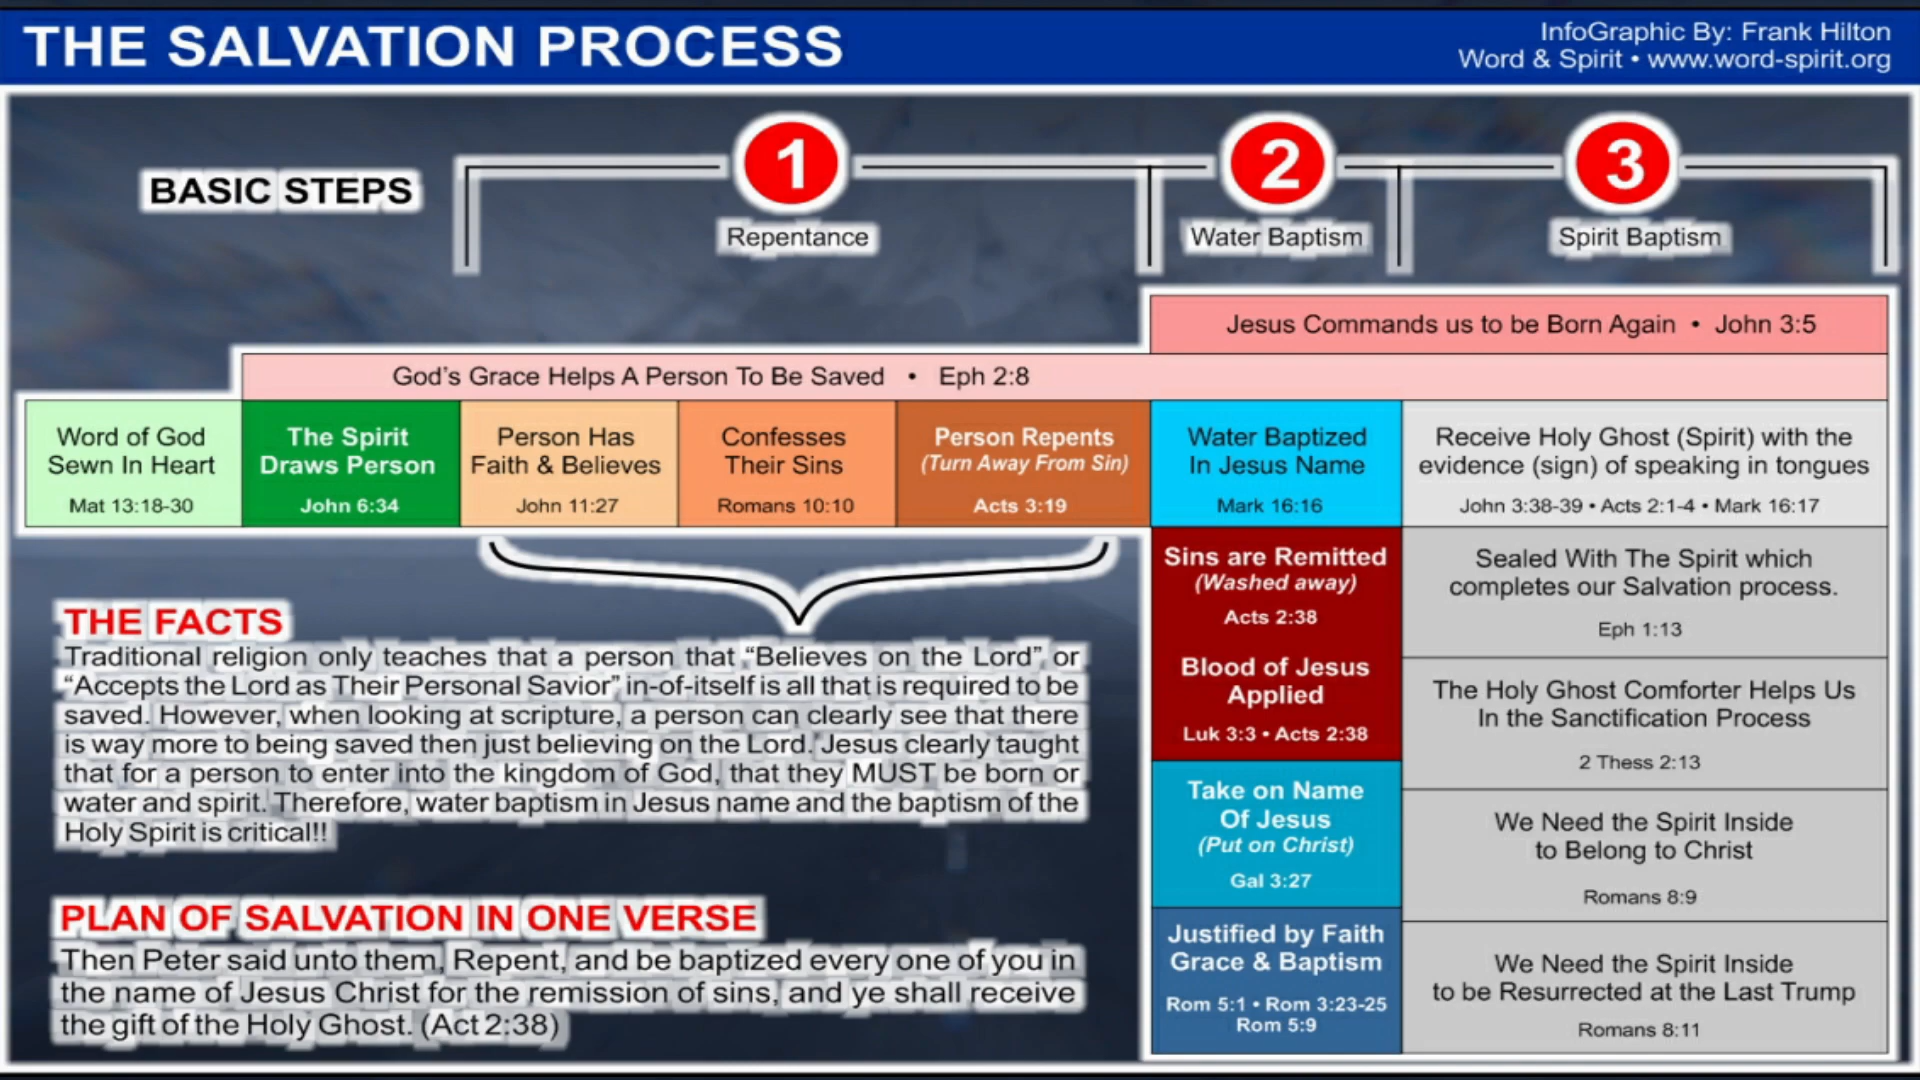 THE SALVATION PROCESS
InfoGraphic By: Frank Hilton
Word & Spirit • www.word-spirit.org
BASIC STEPS
1
Repentance
2
Water Baptism
3
Spirit Baptism
Jesus Commands us to be Born Again • John 3:5
God's Grace Helps A Person To Be Saved • Eph 2:8
Word of God
Sewn In Heart
Mat 13:18-30
The Spirit
Draws Person
John 6:34
Person Has
Faith & Believes
John 11:27
Confesses
Their Sins
Romans 10:10
Person Repents
(Turn Away From Sin)
Acts 3:19
Water Baptized
In Jesus Name
Mark 16:16
Receive Holy Ghost (Spirit) with the
evidence (sign) of speaking in tongues
John 3:38-39 • Acts 2:1-4 • Mark 16:17
THE FACTS
Traditional religion only teaches that a person that “Believes on the Lord” or
“Accepts the Lord as Their Personal Savior” in-of-itself is all that is required to be
saved. However, when looking at scripture, a person can clearly see that there
is way more to being saved then just believing on the Lord. Jesus clearly taught
that for a person to enter into the kingdom of God, that they MUST be born or
water and spirit. Therefore, water baptism in Jesus name and the baptism of the
Holy Spirit is critical!!
PLAN OF SALVATION IN ONE VERSE
Then Peter said unto them, Repent, and be baptized every one of you in
the name of Jesus Christ for the remission of sins, and ye shall receive
the gift of the Holy Ghost. (Act 2:38)
Sins are Remitted
(Washed away)
Acts 2:38
Blood of Jesus
Applied
Luk 3:3 • Acts 2:38
Take on Name
Of Jesus
(Put on Christ)
Gal 3:27
Justified by Faith
Grace & Baptism
Rom 5:1 • Rom 3:23-25
Rom 5:9
Sealed With The Spirit which
completes our Salvation process.
Eph 1:13
The Holy Ghost Comforter Helps Us
In the Sanctification Process
2 Thess 2:13
We Need the Spirit Inside
to Belong to Christ
Romans 8:9
We Need the Spirit Inside
to be Resurrected at the Last Trump
Romans 8:11